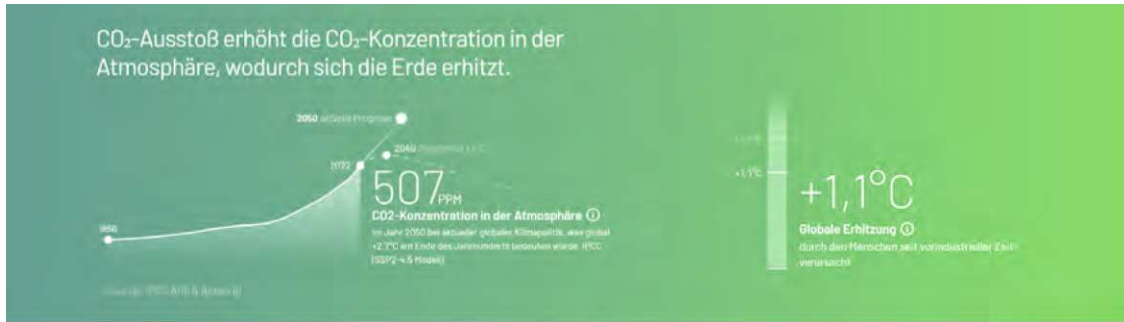 CO₂-Ausstoß erhöht die CO₂-Konzentration in der
Atmosphäre, wodurch sich die Erde erhitzt.
2050 aktuelle Prognose
2040
2022
1850
507 PPM
CO2-Konzentration in der Atmosphäre
Im Jahr 2050 bei aktueller globaler Klimapolitik, was global
+2,7°C am Ende des Jahrhunderts bedeuten würde. IPCC
(SSP2-4.5 Modell)
+1,1°C
+1,1°C
Globale Erhitzung
durch den Menschen seit vorindustrieller Zeit
verursacht